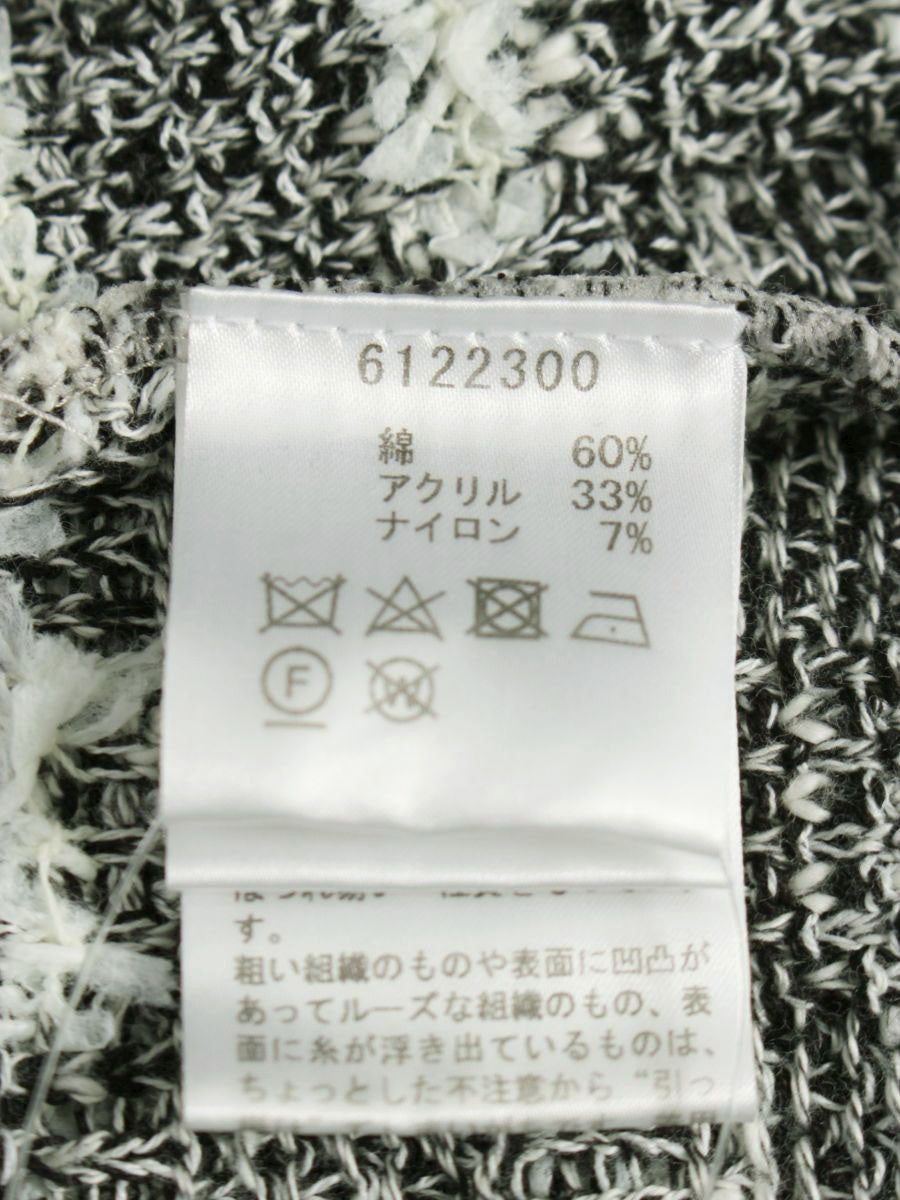 6122300
綿 60%
アクリル 33%
ナイロン 7%
F
W
す。
粗い組織のものや表面に凹凸が
あってルーズな組織のもの、表
面に糸が浮き出ているものは、
ちょっとした不注意から“引っ